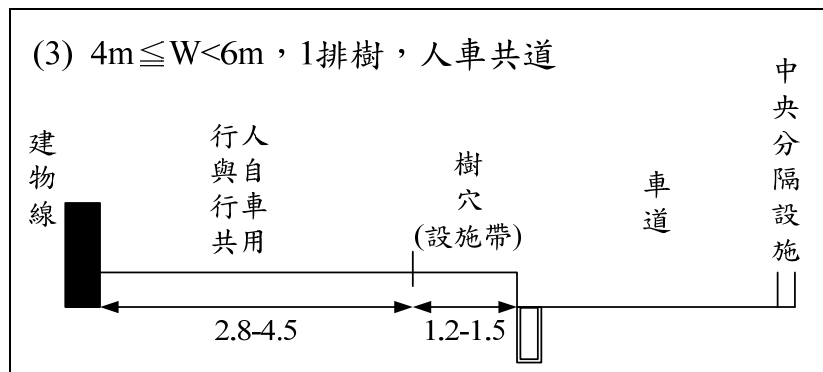 (3) 4m≦W<6m，1排樹，人車共道
建物線
行人
與自
行車
共用
樹穴
(設施帶)
車道
中央分隔設施
2.8-4.5
1.2-1.5